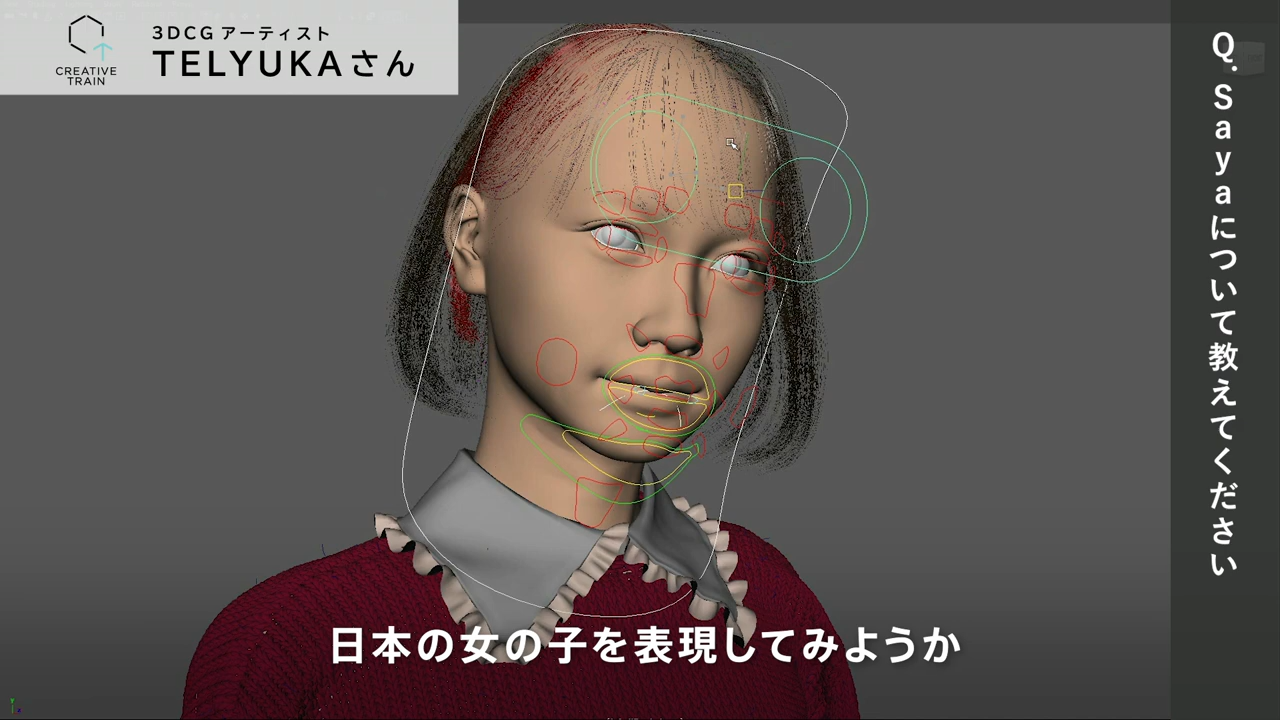 CREATIVE
TRAIN
3DCG アーティスト
TELYUKAさん
Q.Sayaについて教えてください
日本の女の子を表現してみようか